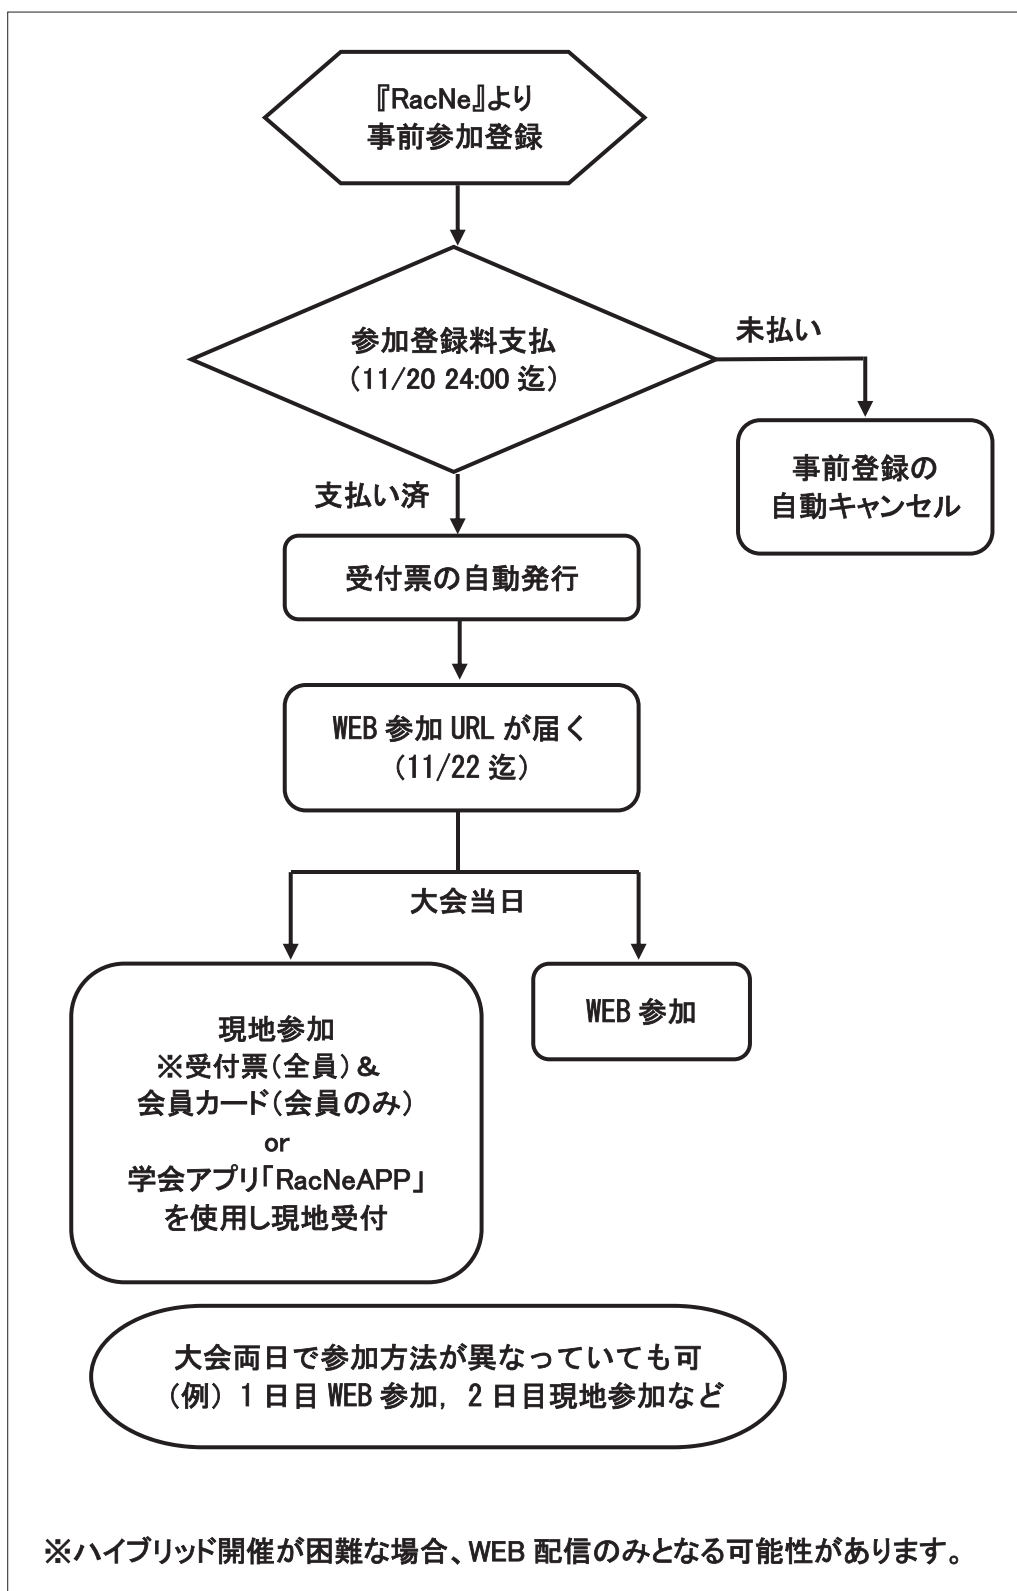 『RacNe』より
事前参加登録
参加登録料支払
(11/20 24:00 迄)
未払い
事前登録の
自動キャンセル
支払い済
受付票の自動発行
WEB 参加 URL が届く
(11/22 迄)
大会当日
現地参加
※受付票(全員)&
会員カード(会員のみ)
or
学会アプリ「RacNeAPP」
を使用し現地受付
WEB 参加
大会両日で参加方法が異なっていても可
(例) 1 日目 WEB 参加, 2 日目現地参加など
※ハイブリッド開催が困難な場合、WEB 配信のみとなる可能性があります。